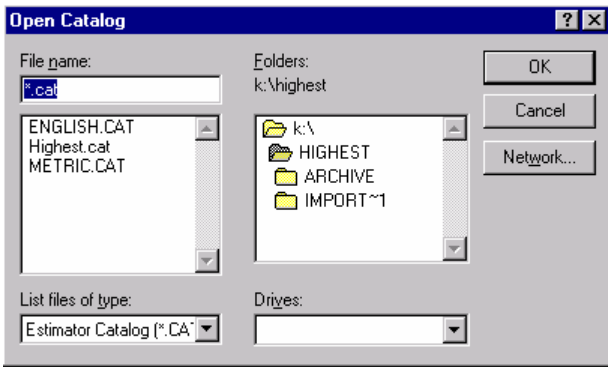 Open Catalog
File name:
*.cat
ENGLISH.CAT
Highest.cat
METRIC.CAT
List files of type:
Estimator Catalog (*.CAT
Folders:
k:\highest
k:\
HIGHEST
ARCHIVE
IMPORT~1
Drives:
OK
Cancel
Network...